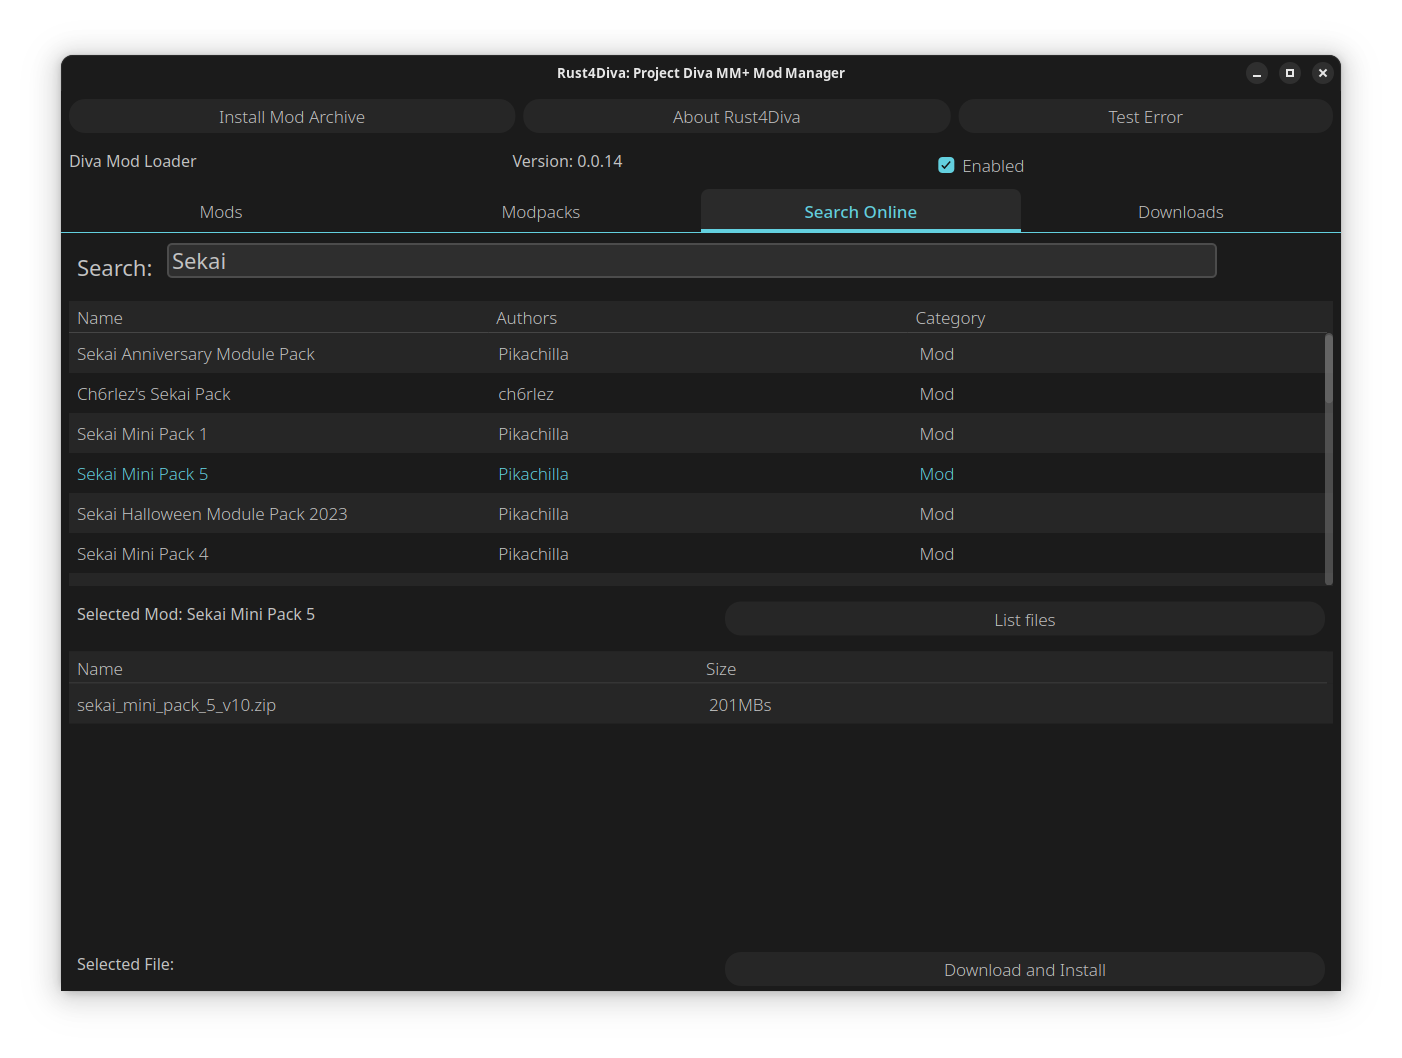 Rust4Diva: Project Diva MM+ Mod Manager
Install Mod Archive About Rust4Diva Test Error
Diva Mod Loader Version: 0.0.14 Enabled
Mods Modpacks Search Online Downloads
Search: Sekai
Name Authors Category
Sekai Anniversary Module Pack Pikachilla Mod
Ch6rlez's Sekai Pack ch6rlez Mod
Sekai Mini Pack 1 Pikachilla Mod
Sekai Mini Pack 5 Pikachilla Mod
Sekai Halloween Module Pack 2023 Pikachilla Mod
Sekai Mini Pack 4 Pikachilla Mod
Selected Mod: Sekai Mini Pack 5 List files
Name Size
sekai_mini_pack_5_v10.zip 201MBs
Selected File: Download and Install